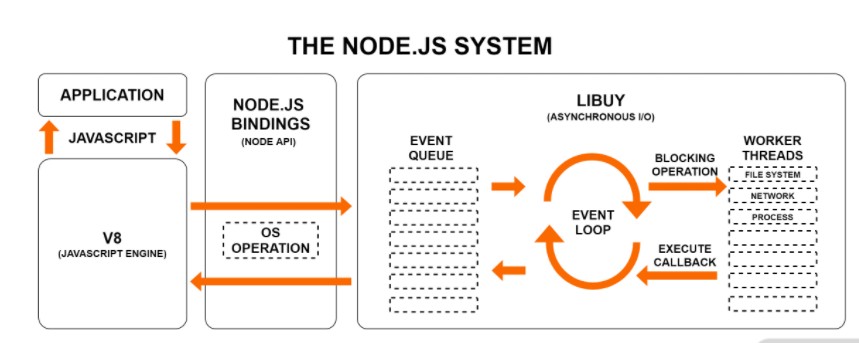 THE NODE.JS SYSTEM
APPLICATION
JAVASCRIPT
V8
(JAVASCRIPT ENGINE)
NODE.JS
BINDINGS
(NODE API)
OS
OPERATION
LIBUY
(ASYNCHRONOUS I/O)
EVENT
QUEUE
EVENT
LOOP
BLOCKING
OPERATION
EXECUTE
CALLBACK
WORKER
THREADS
FILE SYSTEM
NETWORK
PROCESS